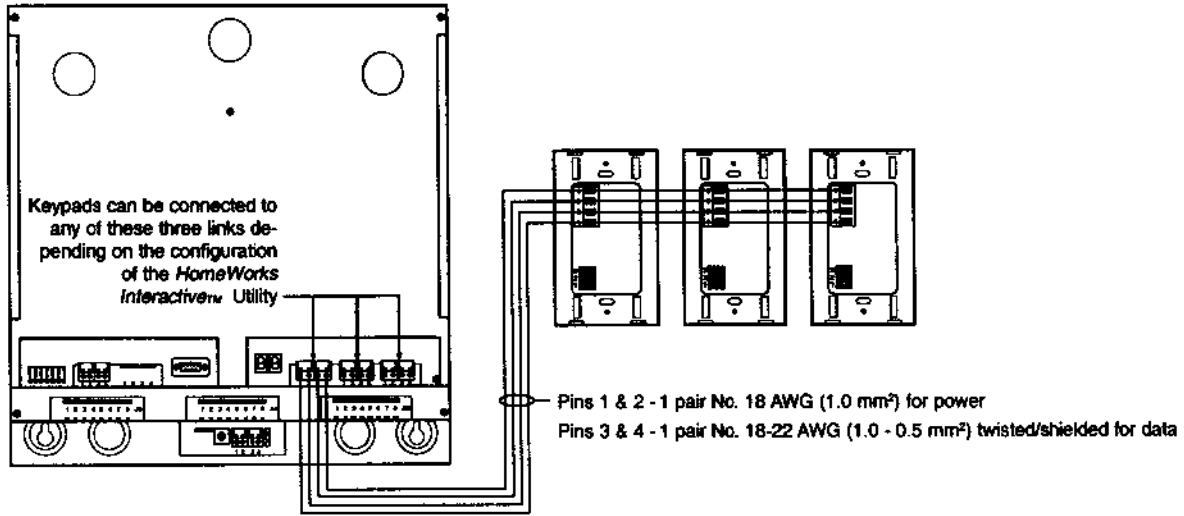 Keypads can be connected to
any of these three links de-
pending on the configuration
of the HomeWorks
Interactive™ Utility
Pins 1 & 2 - 1 pair No. 18 AWG (1.0 mm²) for power
Pins 3 & 4 - 1 pair No. 18-22 AWG (1.0 - 0.5 mm²) twisted/shielded for data